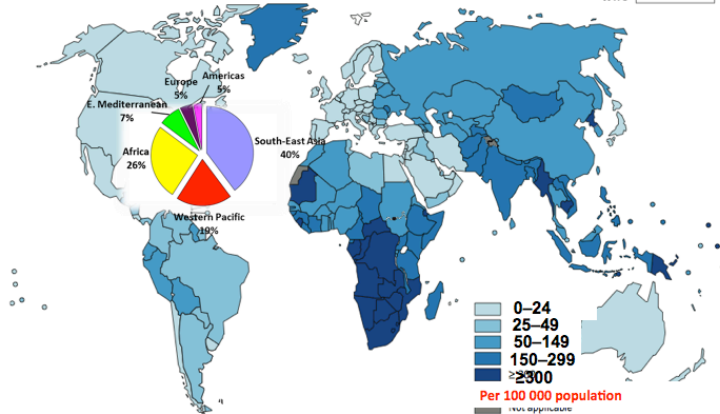 Europe
5%
Americas
5%
E. Mediterranean
7%
South-East Asia
40%
Africa
26%
Western Pacific
19%
0–24
25–49
50–149
150–299
≥300
Per 100 000 population
Not applicable